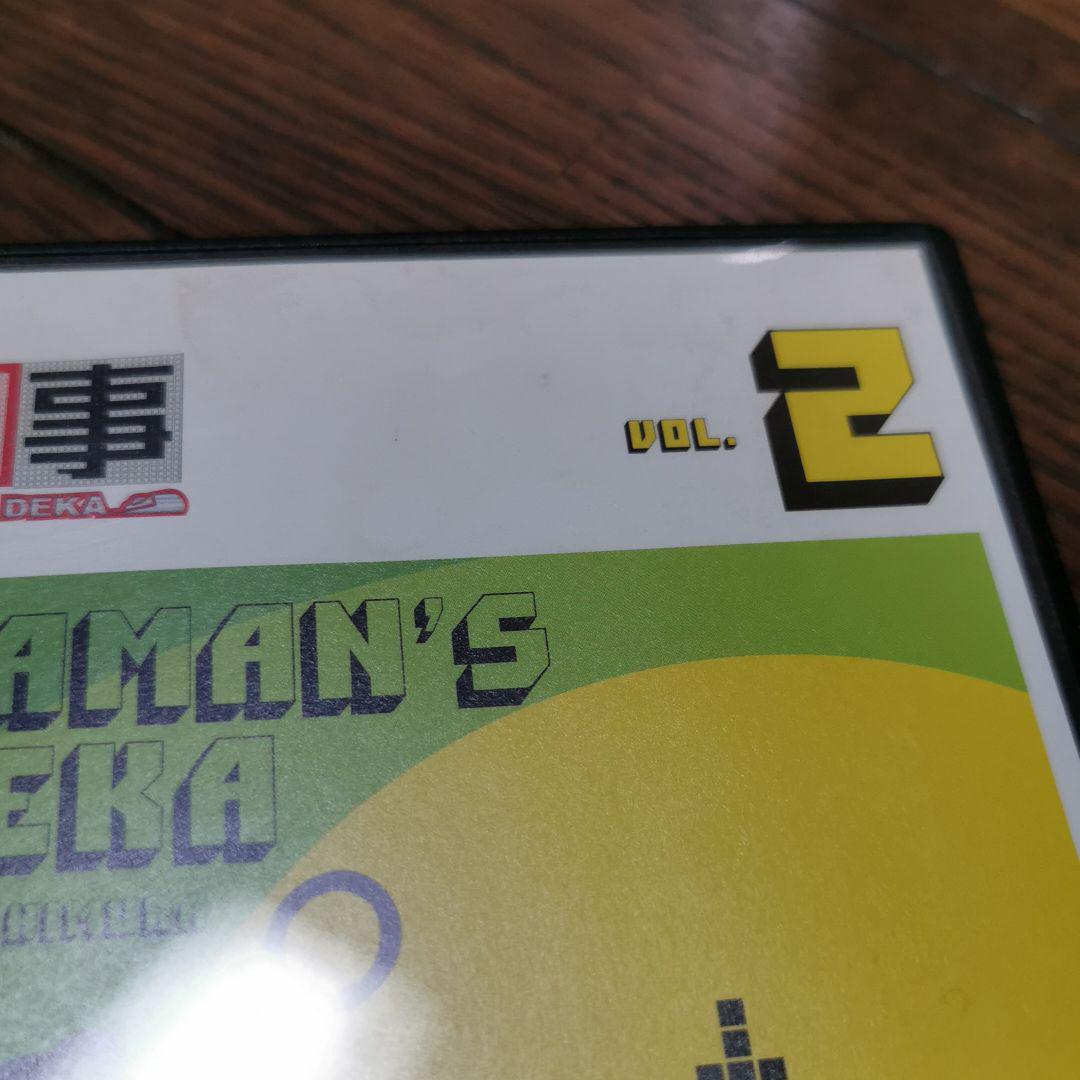 事
VOL. 2
DEKA
AMAN'S
EKA